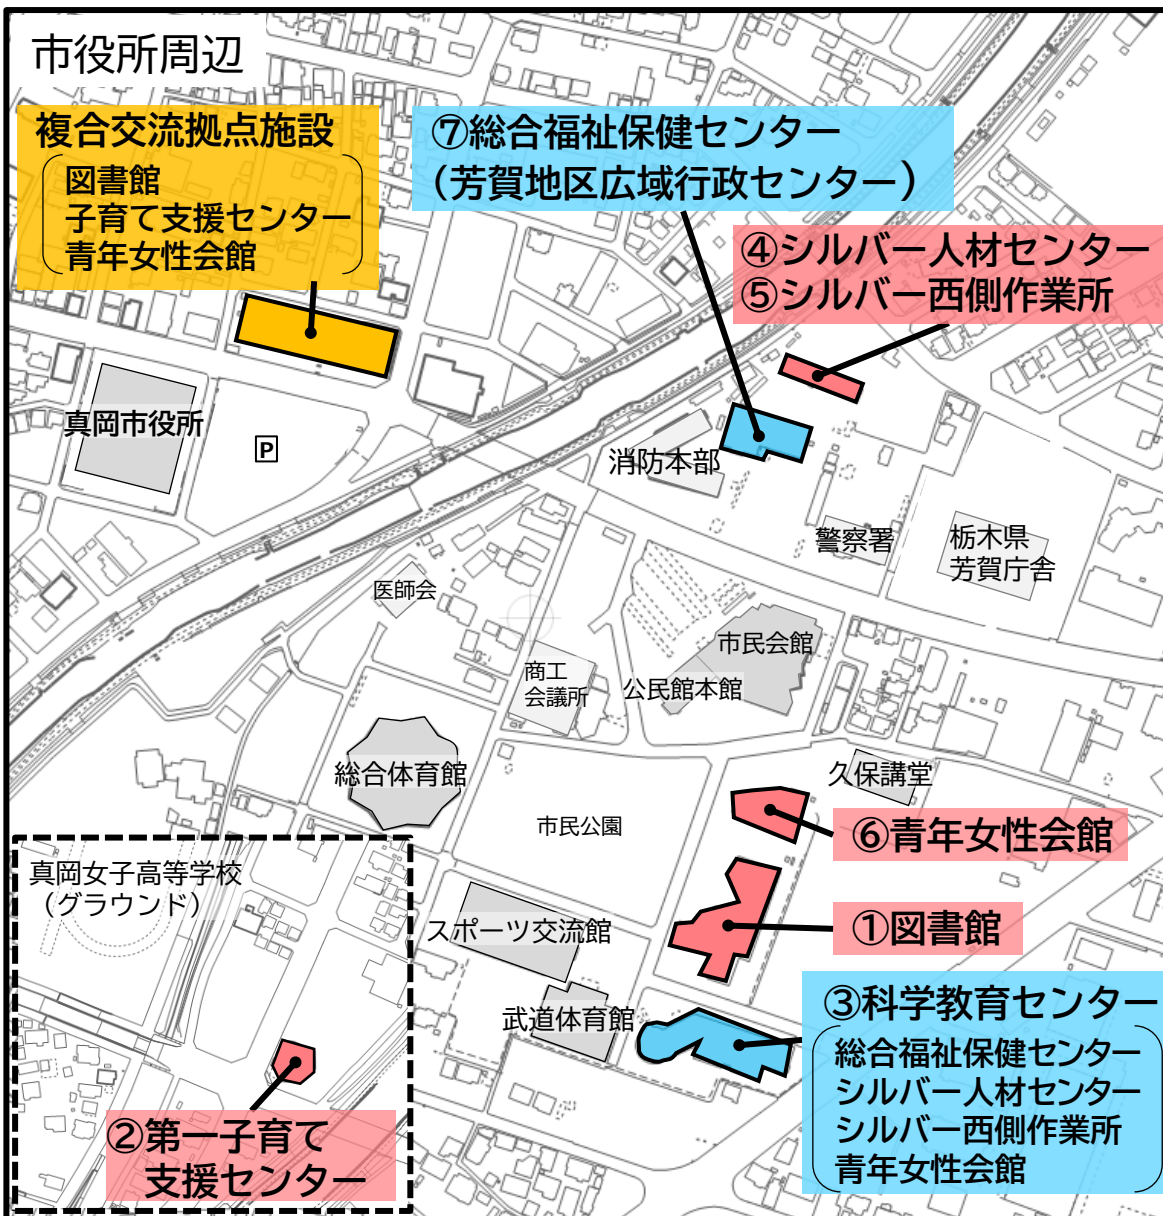 市役所周辺
複合交流拠点施設
図書館
子育て支援センター
青年女性会館
⑦総合福祉保健センター
(芳賀地区広域行政センター)
④シルバー人材センター
⑤シルバー西側作業所
真岡市役所
P
消防本部
警察署
栃木県
芳賀庁舎
医師会
市民会館
商工
会議所
公民館本館
総合体育館
久保講堂
市民公園
⑥青年女性会館
真岡女子高等学校
(グラウンド)
スポーツ交流館
①図書館
武道体育館
③科学教育センター
総合福祉保健センター
シルバー人材センター
シルバー西側作業所
青年女性会館
②第一子育て
支援センター